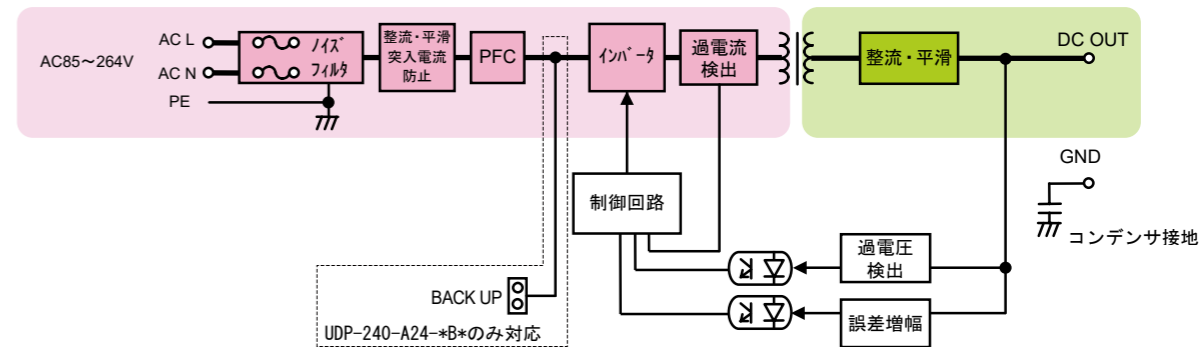 AC85～264V
AC L
AC N
PE
ﾉｲｽﾞ
ﾌｨﾙﾀ
整流・平滑
突入電流
防止
PFC
ｲﾝﾊﾞｰﾀ
過電流
検出
整流・平滑
DC OUT
GND
コンデンサ接地
制御回路
過電圧
検出
誤差増幅
BACK UP
UDP-240-A24-*B*のみ対応